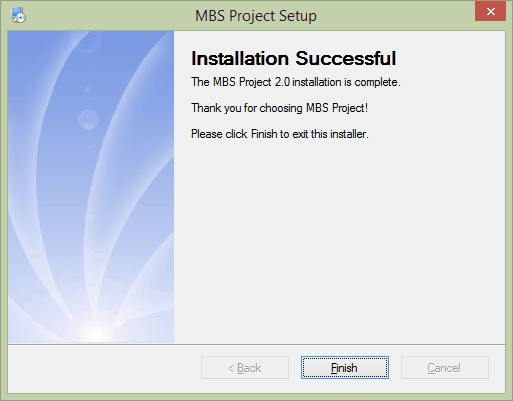 MBS Project Setup
Installation Successful
The MBS Project 2.0 installation is complete.
Thank you for choosing MBS Project!
Please click Finish to exit this installer.
< Back
Finish
Cancel